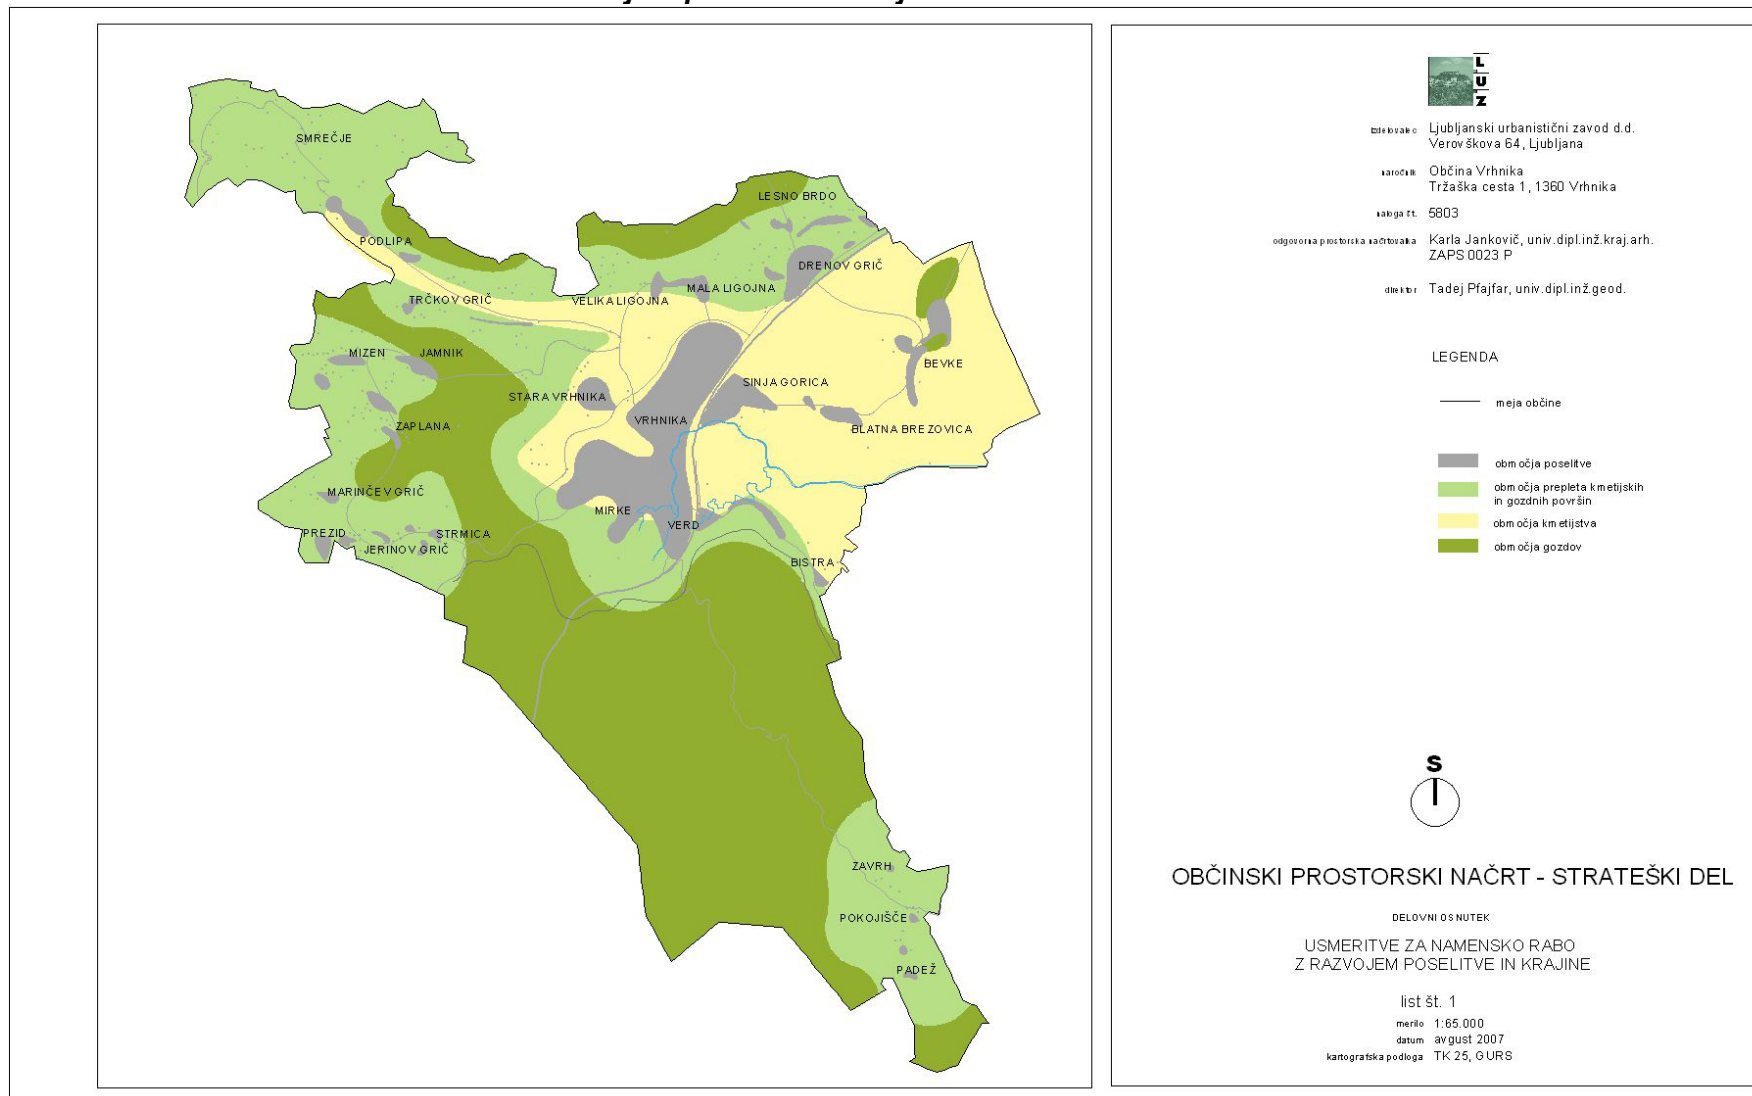 SMREČJE
LESNO BRDO
PODLIPA
DRENOV GRIČ
MALA LIGOJNA
TRČKOV GRIČ
VELIKA LIGOJNA
MIZEN
JAMNIK
BEVKE
SINJA GORICA
STARA VRHNIKA
VRHNIKA
ZAPLANA
BLATNA BREZOVICA
MARINČEV GRIČ
MIRKE
VERD
PREZID
STRMICA
JERINOV GRIČ
BISTRA
ZAVRH
POKOJIŠČE
PADEŽ
L
U
Z
izdelovalec Ljubljanski urbanistični zavod d.d.
Verovškova 64, Ljubljana
naročnik Občina Vrhnika
Tržaška cesta 1, 1360 Vrhnika
naloga št. 5803
odgovorna prostorska načrtovalka Karla Jankovič, univ.dipl.inž.kraj.arh.
ZAPS 0023 P
direktor Tadej Pfajfar, univ.dipl.inž.geod.
LEGENDA
meja občine
območja poselitve
območja prepleta kmetijskih
in gozdnih površin
območja kmetijstva
območja gozdov
S
OBČINSKI PROSTORSKI NAČRT - STRATEŠKI DEL
DELOVNI OSNUTEK
USMERITVE ZA NAMENSKO RABO
Z RAZVOJEM POSELITVE IN KRAJINE
list št. 1
merilo 1:65.000
datum avgust 2007
kartografska podloga TK 25, GURS